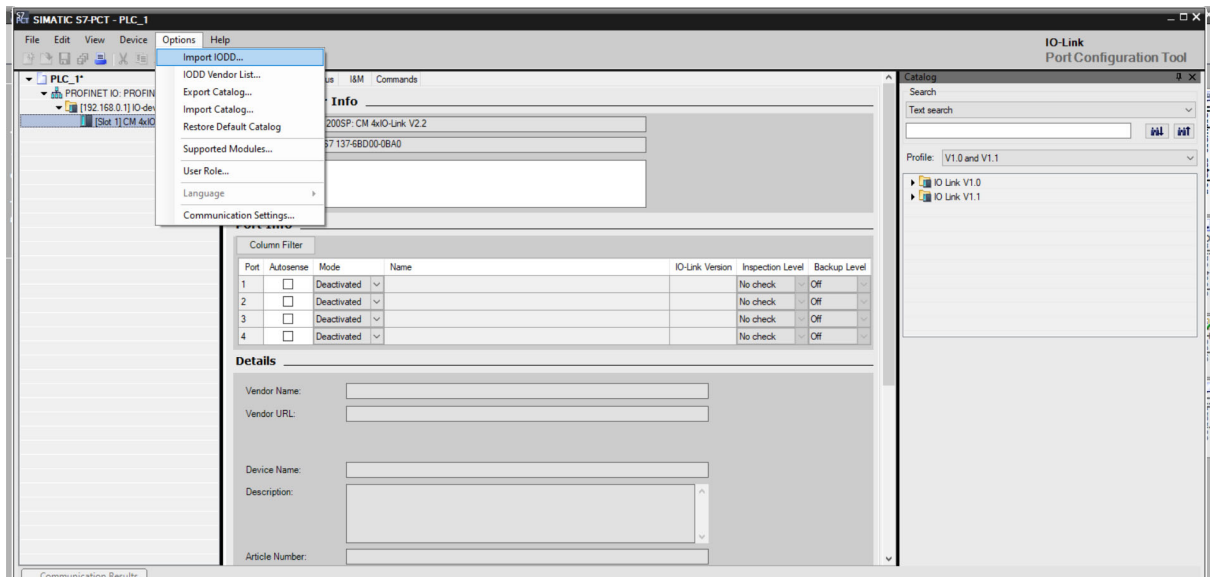 SIMATIC S7-PCT - PLC_1
File Edit View Device Options Help
IO-Link
Port Configuration Tool
Import IODD...
IODD Vendor List...
Export Catalog...
Import Catalog...
Restore Default Catalog
Supported Modules...
User Role...
Language
Communication Settings...
PLC_1*
PROFINET IO: PROFIN
[192.168.0.1] IO-dev
[Slot 1] CM 4xIO
us I&M Commands
r Info
200SP: CM 4xIO-Link V2.2
S7 137-6BD00-0BA0
Column Filter
Port Autosense Mode Name IO-Link Version Inspection Level Backup Level
1 Deactivated No check Off
2 Deactivated No check Off
3 Deactivated No check Off
4 Deactivated No check Off
Details
Vendor Name:
Vendor URL:
Device Name:
Description:
Article Number:
Catalog
Search
Text search
Profile: V1.0 and V1.1
IO Link V1.0
IO Link V1.1
Communication Results